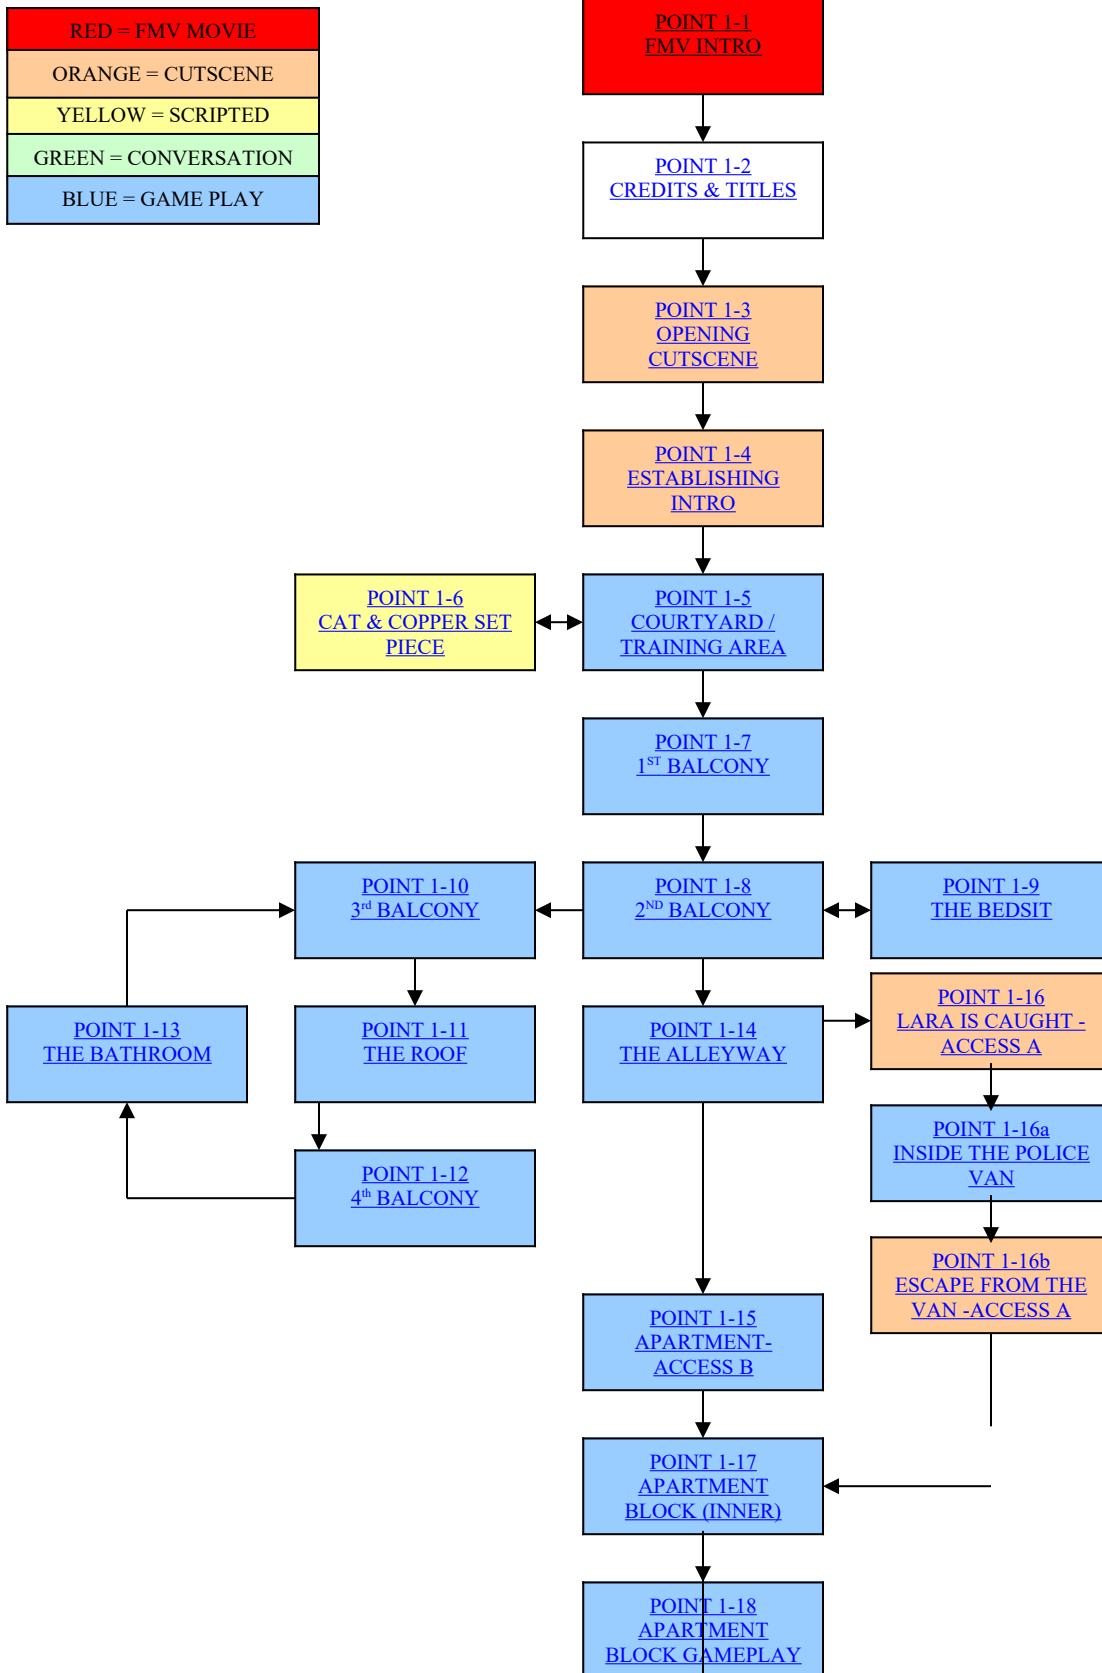 RED = FMV MOVIE
ORANGE = CUTSCENE
YELLOW = SCRIPTED
GREEN = CONVERSATION
BLUE = GAME PLAY
POINT 1-1
FMV INTRO
POINT 1-2
CREDITS & TITLES
POINT 1-3
OPENING
CUTSCENE
POINT 1-4
ESTABLISHING
INTRO
POINT 1-6
CAT & COPPER SET
PIECE
POINT 1-5
COURTYARD /
TRAINING AREA
POINT 1-7
1ST BALCONY
POINT 1-10
3rd BALCONY
POINT 1-8
2ND BALCONY
POINT 1-9
THE BEDSIT
POINT 1-13
THE BATHROOM
POINT 1-11
THE ROOF
POINT 1-14
THE ALLEYWAY
POINT 1-16
LARA IS CAUGHT -
ACCESS A
POINT 1-16a
INSIDE THE POLICE
VAN
POINT 1-12
4th BALCONY
POINT 1-16b
ESCAPE FROM THE
VAN -ACCESS A
POINT 1-15
APARTMENT-
ACCESS B
POINT 1-17
APARTMENT
BLOCK (INNER)
POINT 1-18
APARTMENT
BLOCK GAMEPLAY